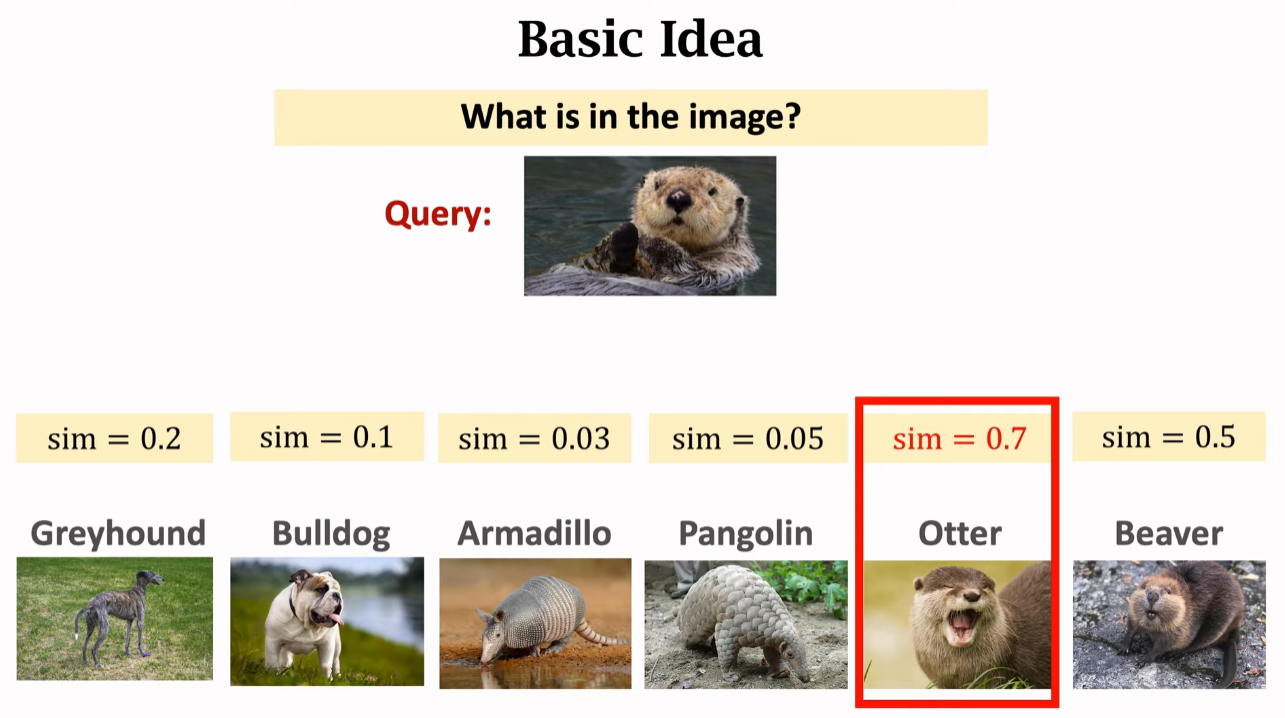 Basic Idea
What is in the image?
Query:
sim = 0.2
sim = 0.1
sim = 0.03
sim = 0.05
sim = 0.7
sim = 0.5
Greyhound
Bulldog
Armadillo
Pangolin
Otter
Beaver